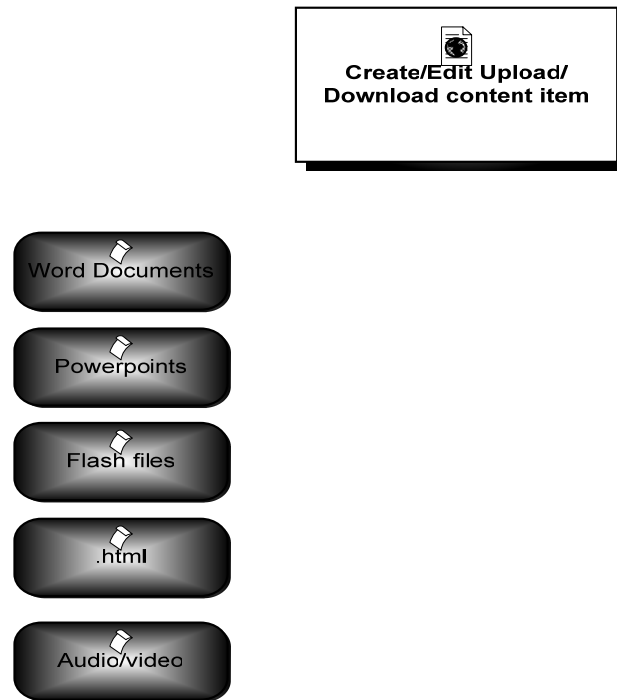 Create/Edit Upload/
Download content item
Word Documents
Powerpoints
Flash files
.html
Audio/video